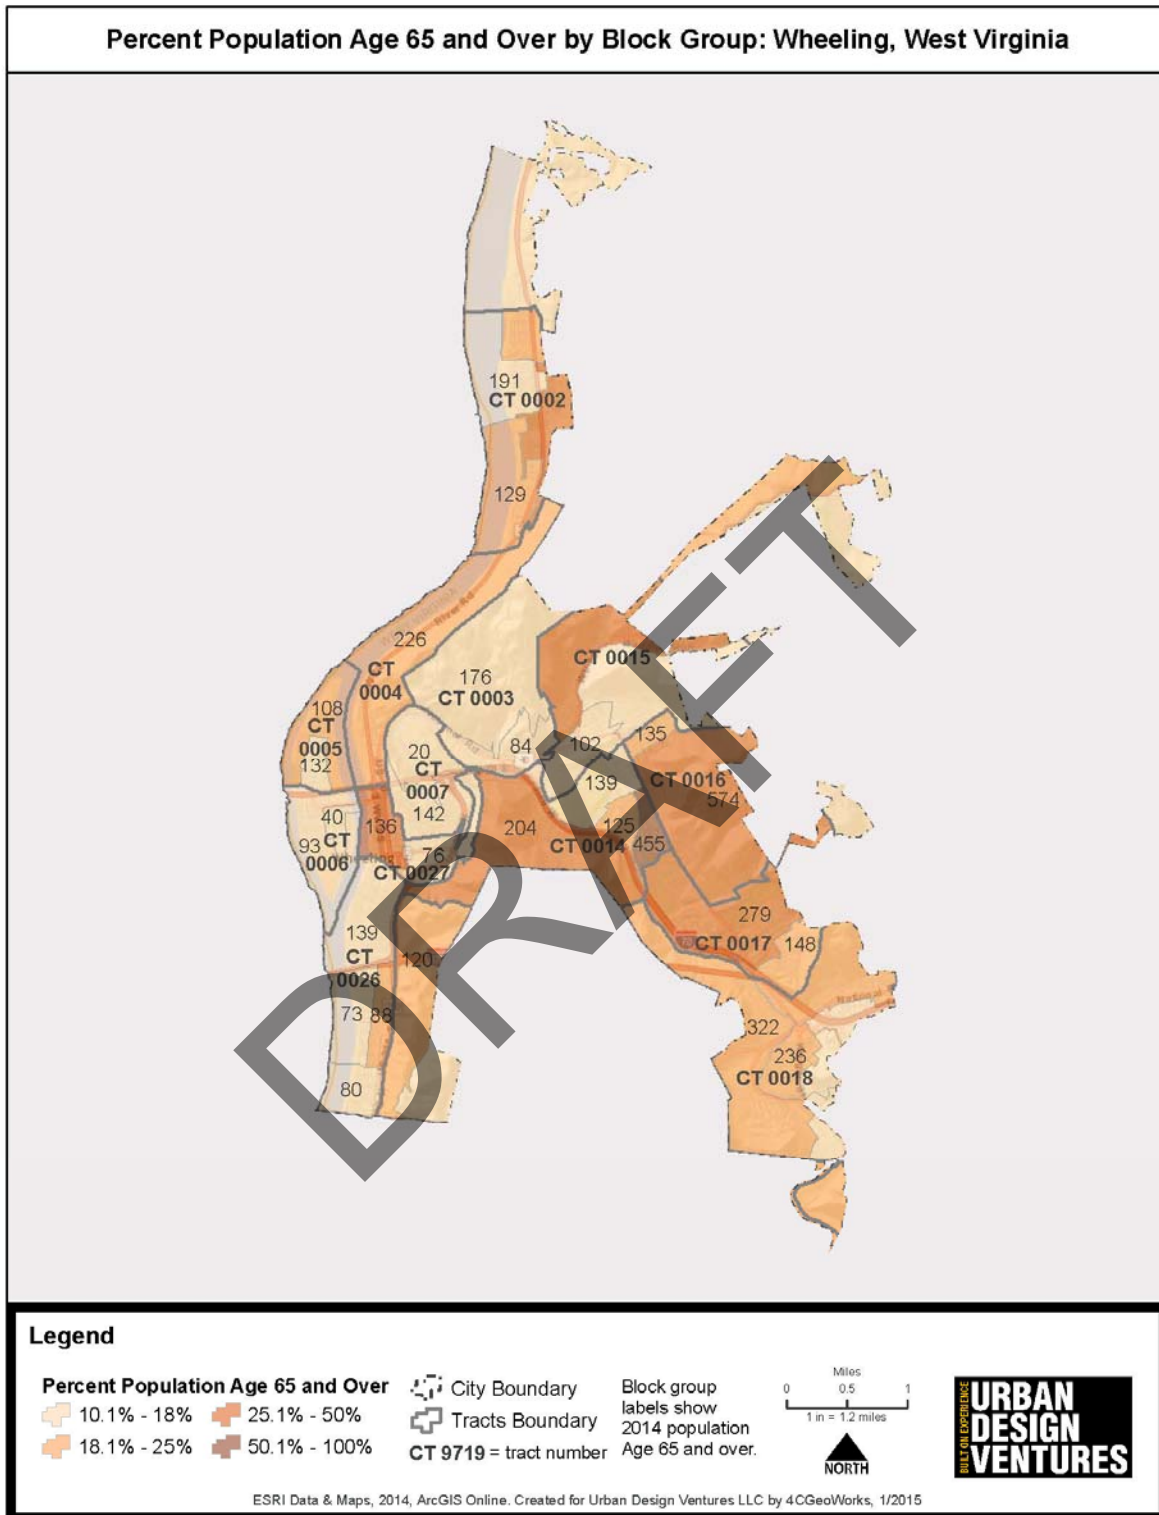 Percent Population Age 65 and Over by Block Group: Wheeling, West Virginia
191
CT 0002
129
226
CT
0004
176
CT 0003
CT 0015
108
CT
0005
132
20
CT
0007
142
84
102
135
139
CT 0016
574
40
93
CT
0006
136
76
CT 0027
204
125
CT 0014
455
279
CT 0017
148
139
CT
0026
120
73
88
80
322
236
CT 0018
River Rd
National
DRAFT
Legend
Percent Population Age 65 and Over
10.1% - 18%
25.1% - 50%
18.1% - 25%
50.1% - 100%
City Boundary
Tracts Boundary
CT 9719 = tract number
Block group
labels show
2014 population
Age 65 and over.
Miles
0 0.5 1
1 in = 1.2 miles
NORTH
BUILT ON EXPERIENCE
URBAN
DESIGN
VENTURES
ESRI Data & Maps, 2014, ArcGIS Online. Created for Urban Design Ventures LLC by 4CGeoWorks, 1/2015